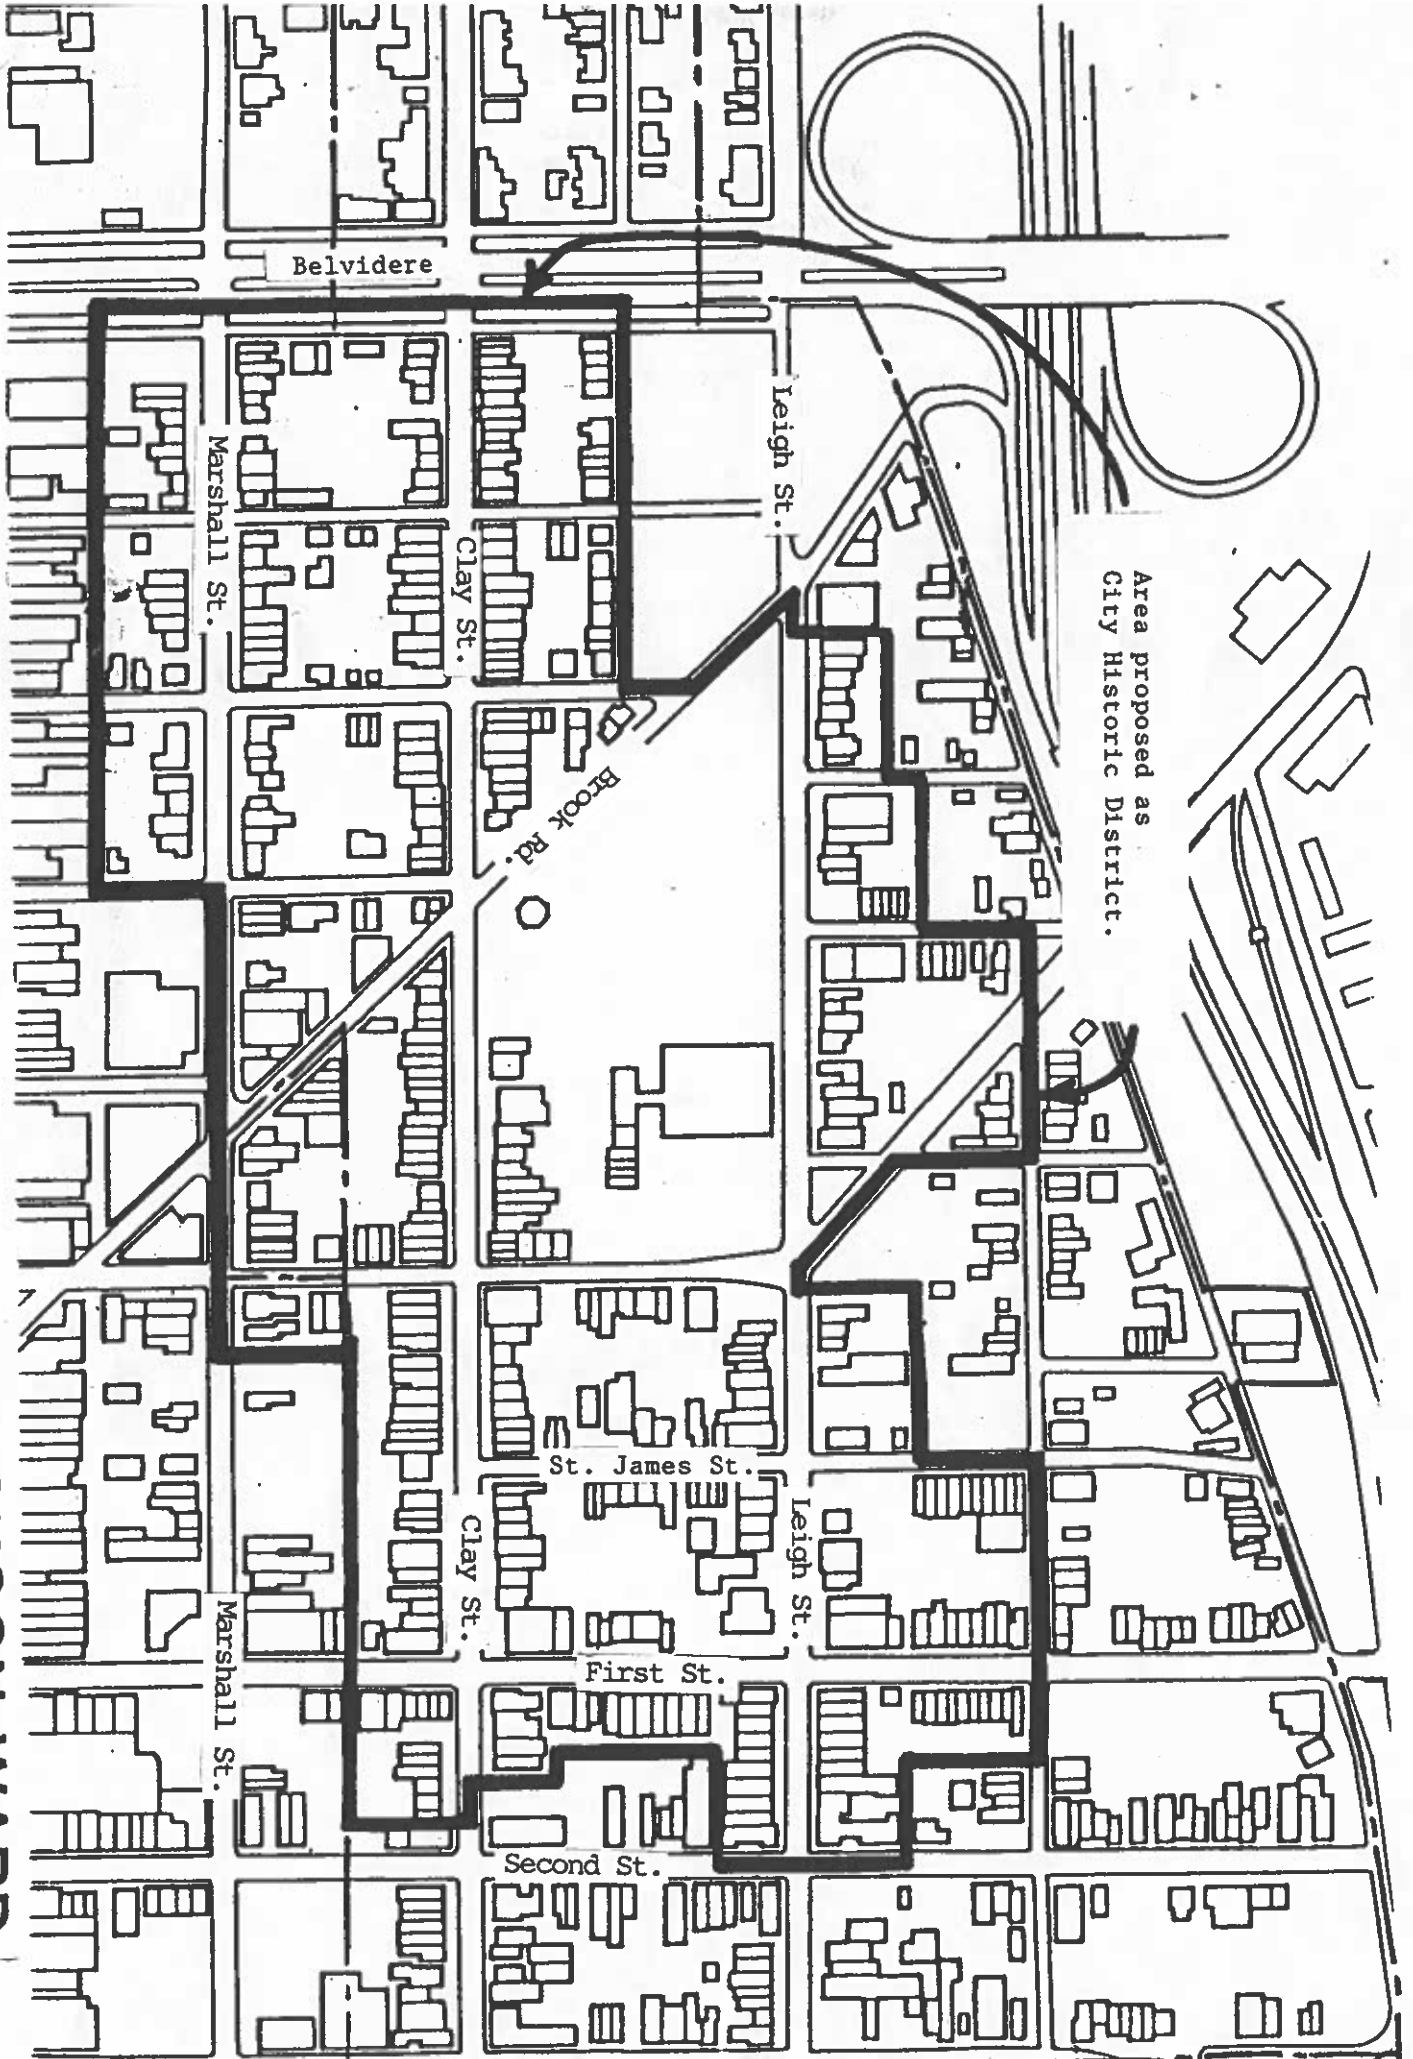 Belvidere
Leigh St.
Marshall St.
Clay St.
Area proposed as
City Historic District.
Brook Rd.
St. James St.
Clay St.
Leigh St.
First St.
Marshall St.
Second St.